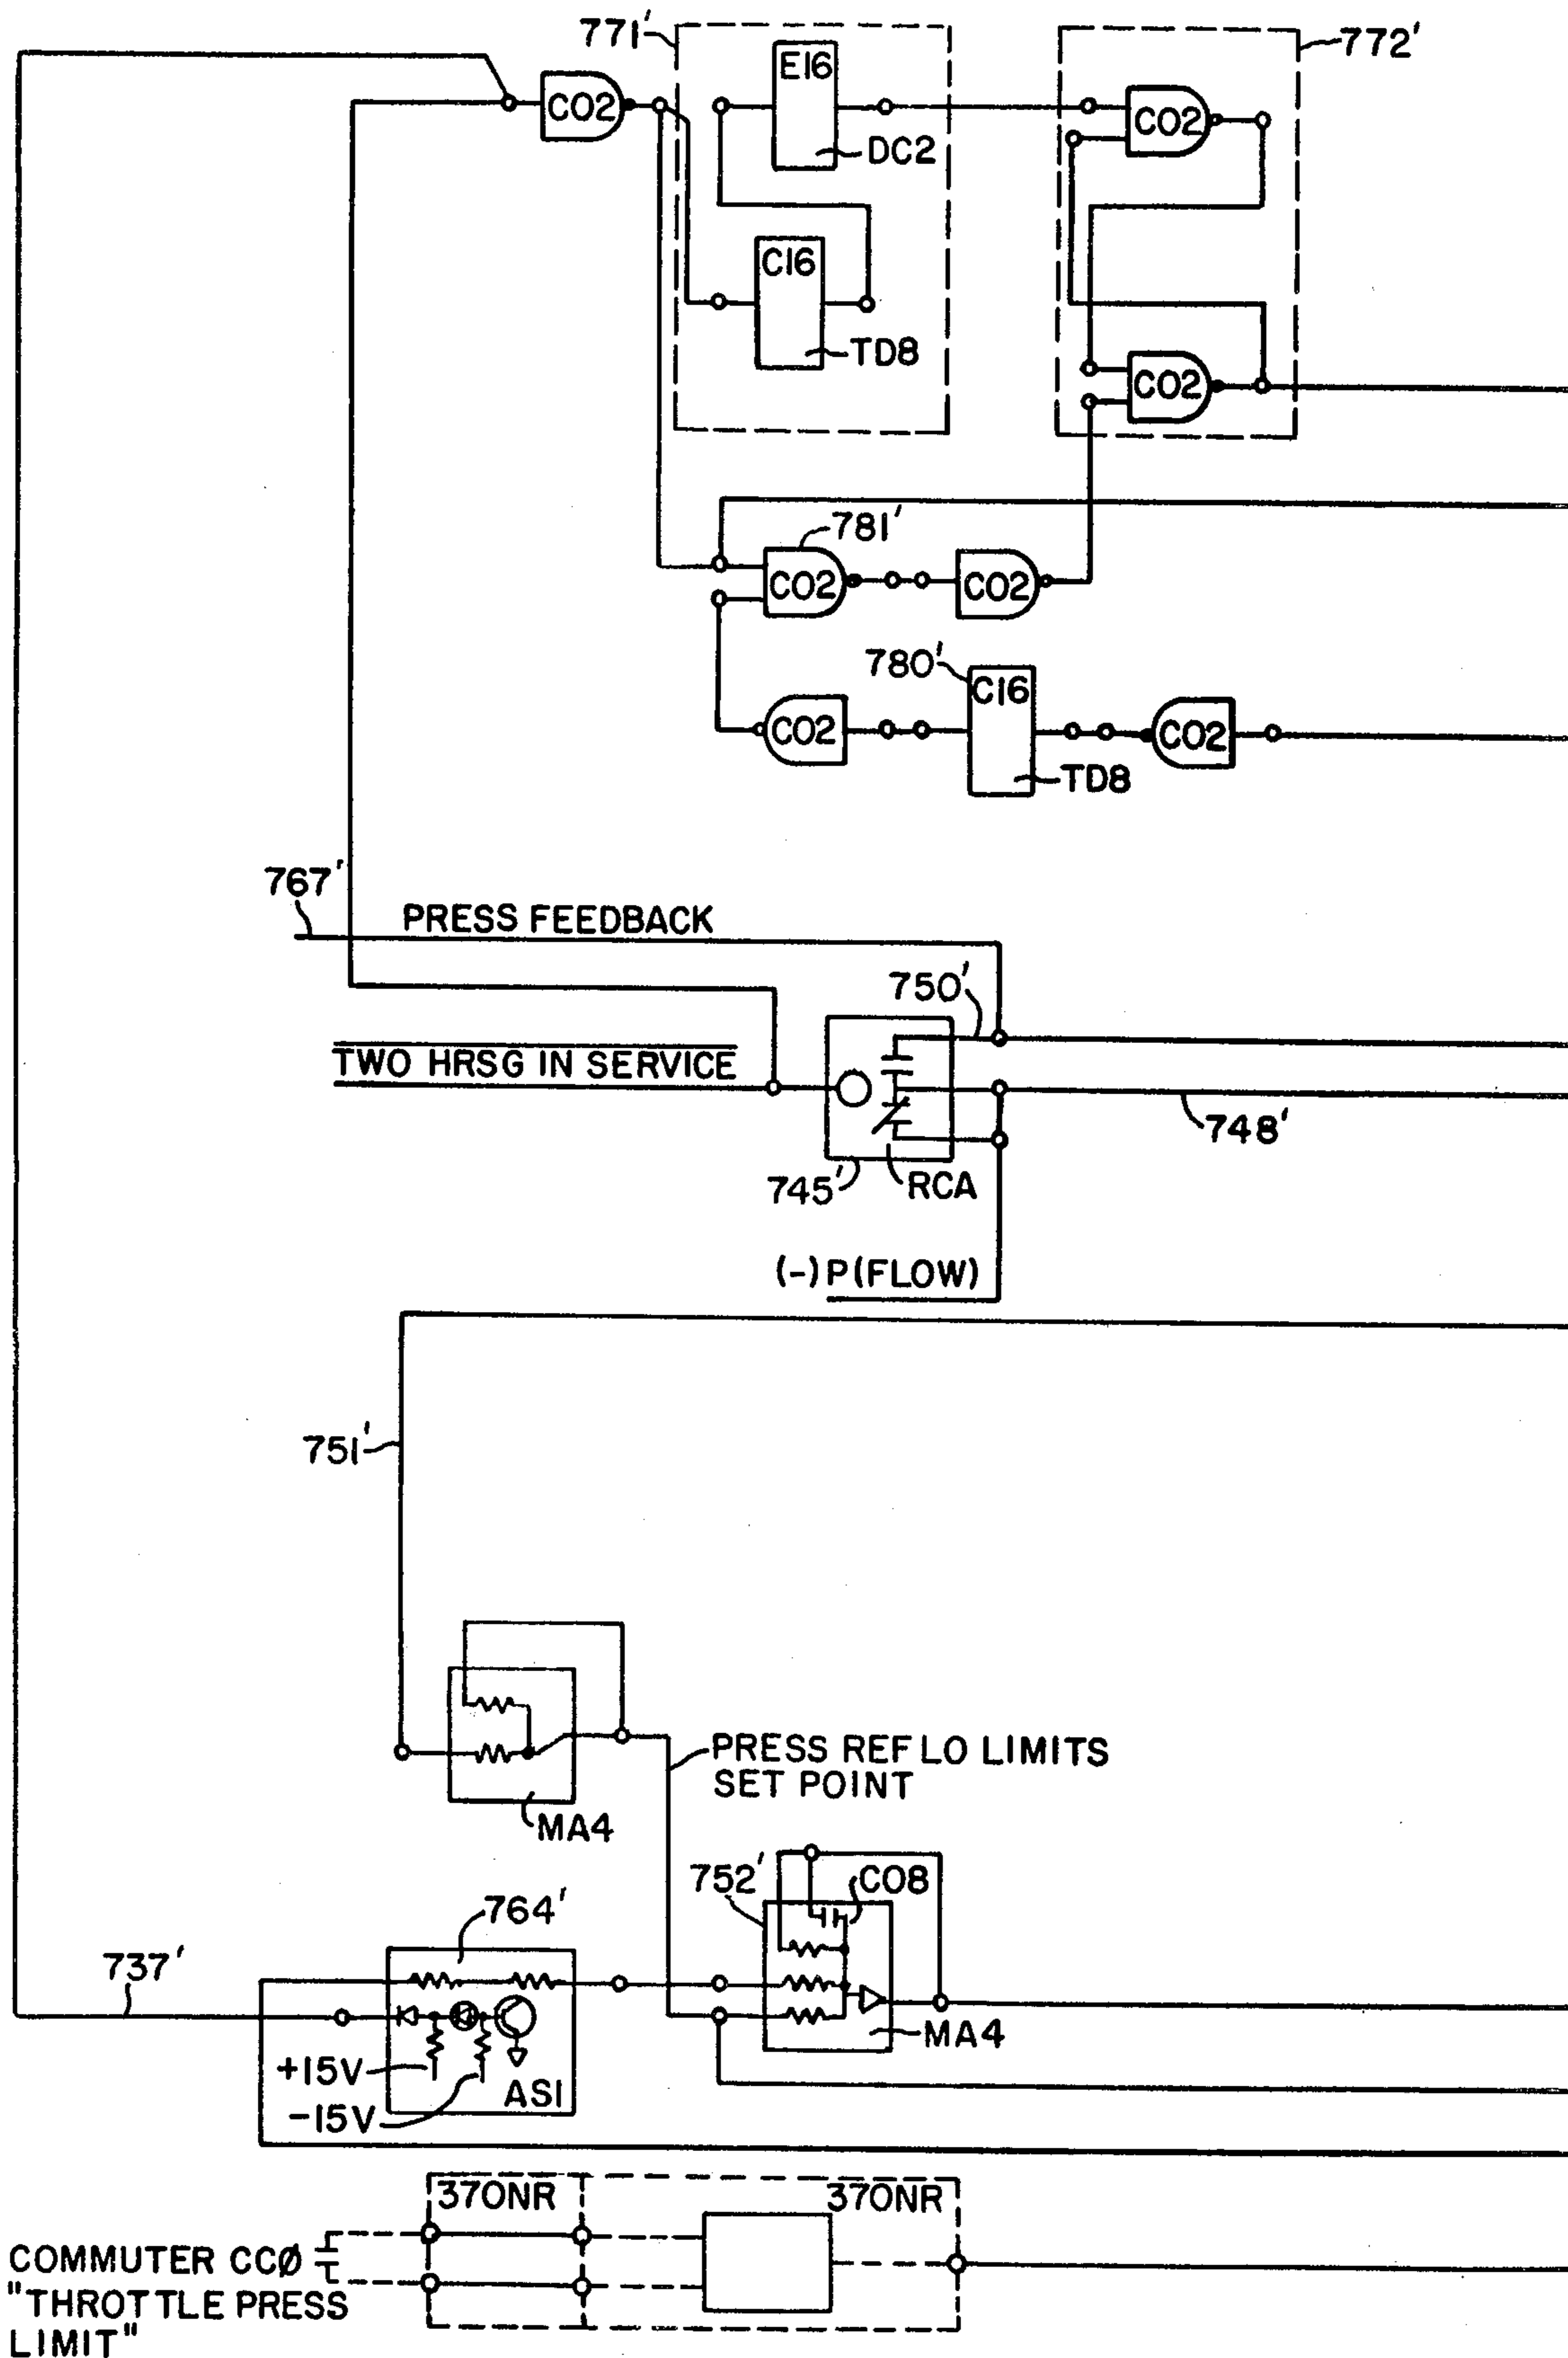 771'
E16
772'
CO2
CO2
DC2
C16
CO2
TD8
781'
CO2
CO2
780'
C16
CO2
CO2
TD8
767'
PRESS FEEDBACK
750'
TWO HRSG IN SERVICE
748'
745'
RCA
(-)P(FLOW)
751'
PRESS REF LO LIMITS
SET POINT
MA4
752'
CO8
764'
737'
MA4
+15V
-15V
AS1
370NR
370NR
COMMUTER CCØ
"THROTTLE PRESS
LIMIT"